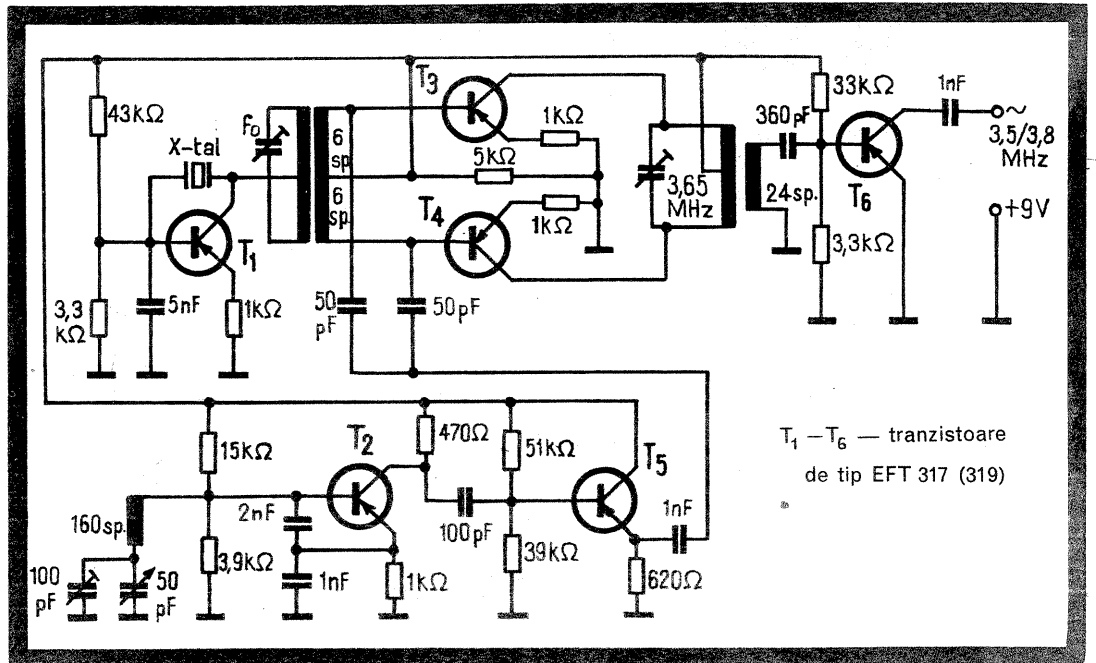 T3
1nF
33kΩ
43kΩ
f0
1kΩ
360 pF
~
3,5/3,8
MHz
X-tal
6
sp.
5kΩ
3,65
MHz
24sp.
T6
T4
6
sp.
1kΩ
+9V
T1
3,3kΩ
3,3
kΩ
5nF
1kΩ
50
pF
50pF
15kΩ
T2
470Ω
51kΩ
T5
T1 – T6 — tranzistoare
de tip EFT 317 (319)
160sp.
2nF
100pF
1nF
100
pF
50
pF
3,9kΩ
1nF
1kΩ
39kΩ
620Ω